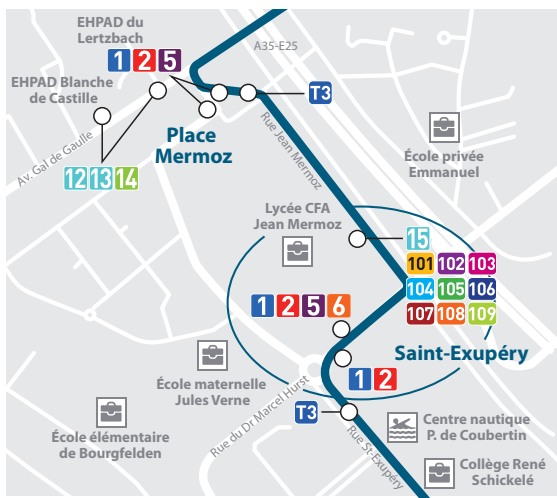 EHPAD du
Lertzbach
1 2 5
A35-E25
EHPAD Blanche
de Castille
T3
Place
Mermoz
Av. Gal de Gaulle
Rue Jean Mermoz
12 13 14
École privée
Emmanuel
Lycée CFA
Jean Mermoz
15
101 102 103
104 105 106
107 108 109
1 2 5 6
Saint-Exupéry
1 2
École maternelle
Jules Verne
T3
Rue du Dr Marcel Hurst
Rue St-Exupéry
Centre nautique
P. de Coubertin
École élémentaire
de Bourgfelden
Collège René
Schickelé